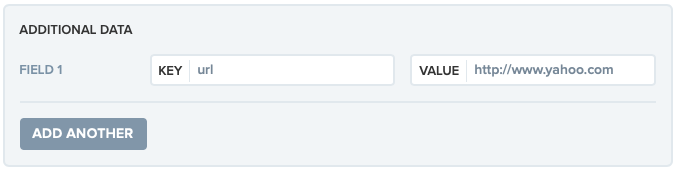 ADDITIONAL DATA
FIELD 1 KEY url VALUE http://www.yahoo.com
ADD ANOTHER